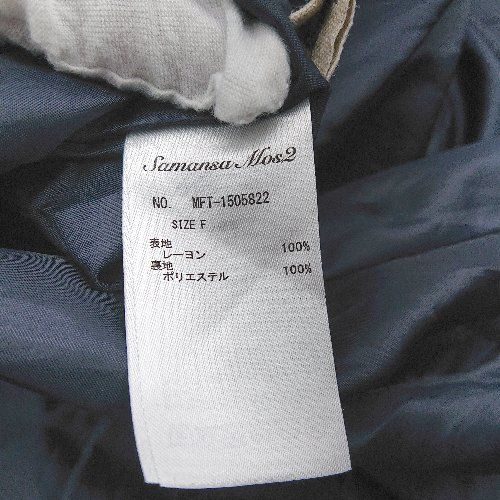 Samansa Mos2
NO. MFT-1505822
SIZE F
表地
レーヨン 100%
裏地
ポリエステル 100%